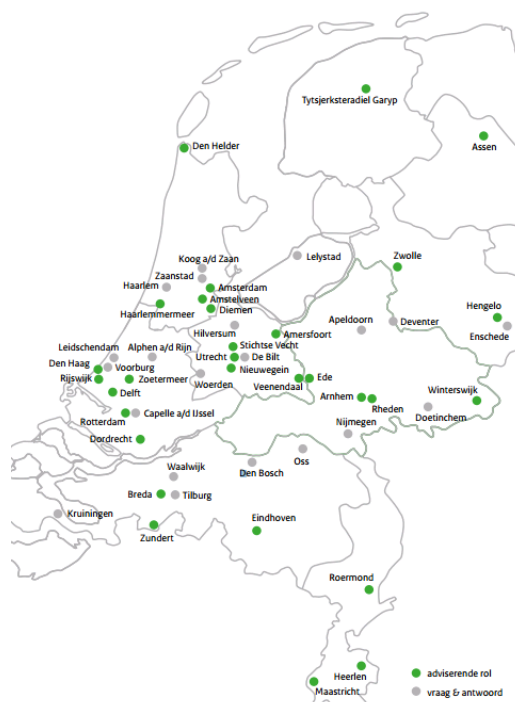 Tytsjerksteradiel Garyp
Assen
Den Helder
Koog a/d Zaan
Lelystad
Zwolle
Zaanstad
Haarlem
Amsterdam
Amstelveen
Haarlemmermeer
Diemen
Hengelo
Apeldoorn
Deventer
Enschede
Hilversum
Amersfoort
Leidschendam
Alphen a/d Rijn
Stichtse Vecht
Den Haag
Voorburg
Utrecht
De Bilt
Rijswijk
Zoetermeer
Nieuwegein
Ede
Woerden
Veenendaal
Winterswijk
Delft
Arnhem
Rheden
Doetinchem
Rotterdam
Capelle a/d IJssel
Nijmegen
Dordrecht
Oss
Waalwijk
Den Bosch
Breda
Tilburg
Kruiningen
Eindhoven
Zundert
Roermond
Heerlen
Maastricht
adviserende rol
vraag & antwoord